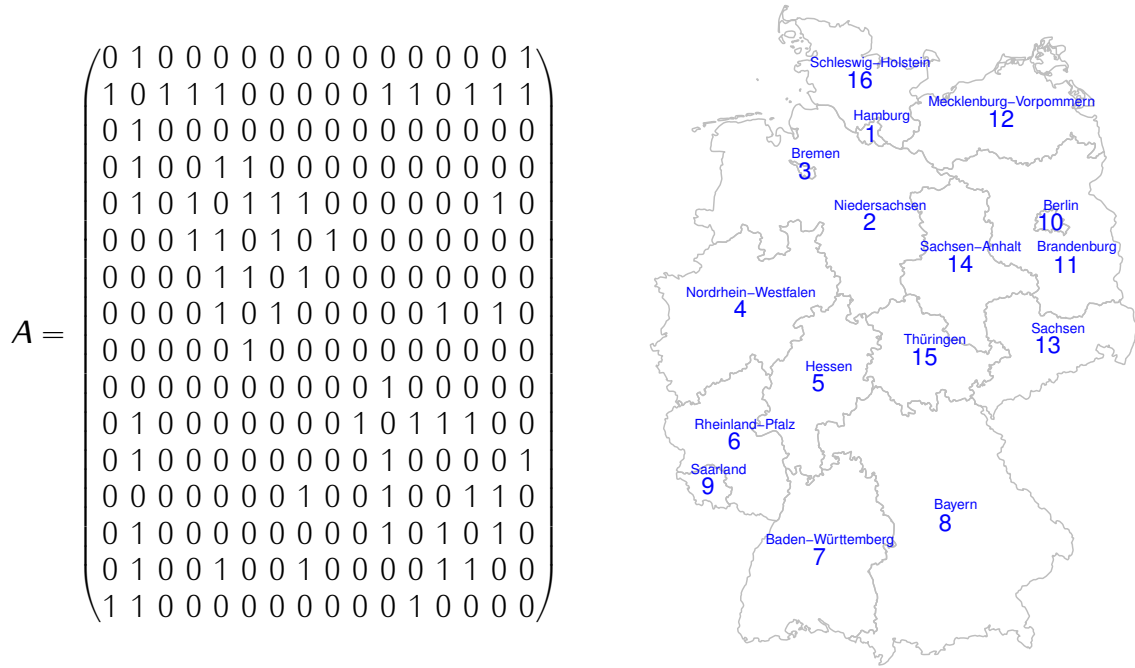 A =
0 1 0 0 0 0 0 0 0 0 0 0 0 0 0 1
1 0 1 1 1 0 0 0 0 0 1 1 0 1 1 1
0 1 0 0 0 0 0 0 0 0 0 0 0 0 0 0
0 1 0 0 1 1 0 0 0 0 0 0 0 0 0 0
0 1 0 1 0 1 1 1 0 0 0 0 0 0 1 0
0 0 0 1 1 0 1 0 1 0 0 0 0 0 0 0
0 0 0 0 1 1 0 1 0 0 0 0 0 0 0 0
0 0 0 0 1 0 1 0 0 0 0 0 1 0 1 0
0 0 0 0 0 1 0 0 0 0 0 0 0 0 0 0
0 0 0 0 0 0 0 0 0 0 1 0 0 0 0 0
0 1 0 0 0 0 0 0 0 1 0 1 1 1 0 0
0 1 0 0 0 0 0 0 0 0 1 0 0 0 0 1
0 0 0 0 0 0 0 1 0 0 1 0 0 1 1 0
0 1 0 0 0 0 0 0 0 0 1 0 1 0 1 0
0 1 0 0 1 0 0 1 0 0 0 0 1 1 0 0
1 1 0 0 0 0 0 0 0 0 0 1 0 0 0 0
Schleswig−Holstein
16
Mecklenburg−Vorpommern
12
Hamburg
1
Bremen
3
Niedersachsen
2
Berlin
10
Sachsen−Anhalt
14
Brandenburg
11
Nordrhein−Westfalen
4
Thüringen
15
Sachsen
13
Hessen
5
Rheinland−Pfalz
6
Saarland
9
Bayern
8
Baden−Württemberg
7